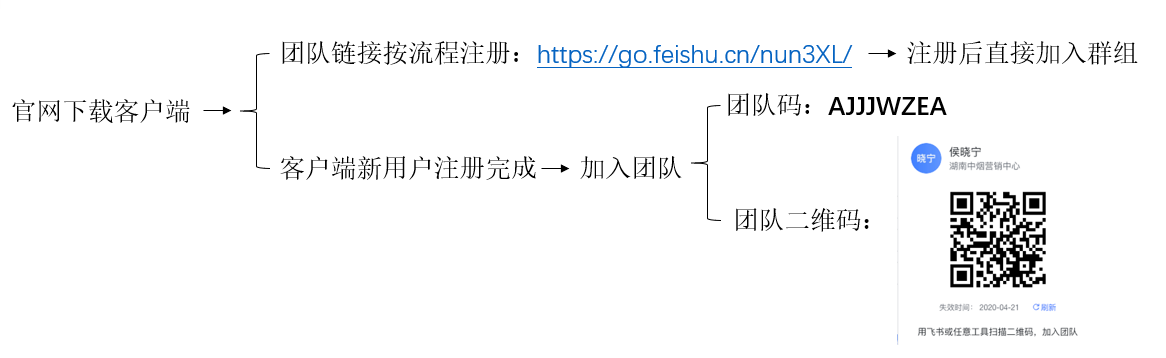 团队链接按流程注册：https://go.feishu.cn/nun3XL/ 注册后直接加入群组
官网下载客户端
客户端新用户注册完成 加入团队
团队码：AJJJWZEA
团队二维码：
晓宁
侯晓宁
湖南中烟营销中心
失效时间： 2020-04-21 刷新
用飞书或任意工具扫描二维码，加入团队